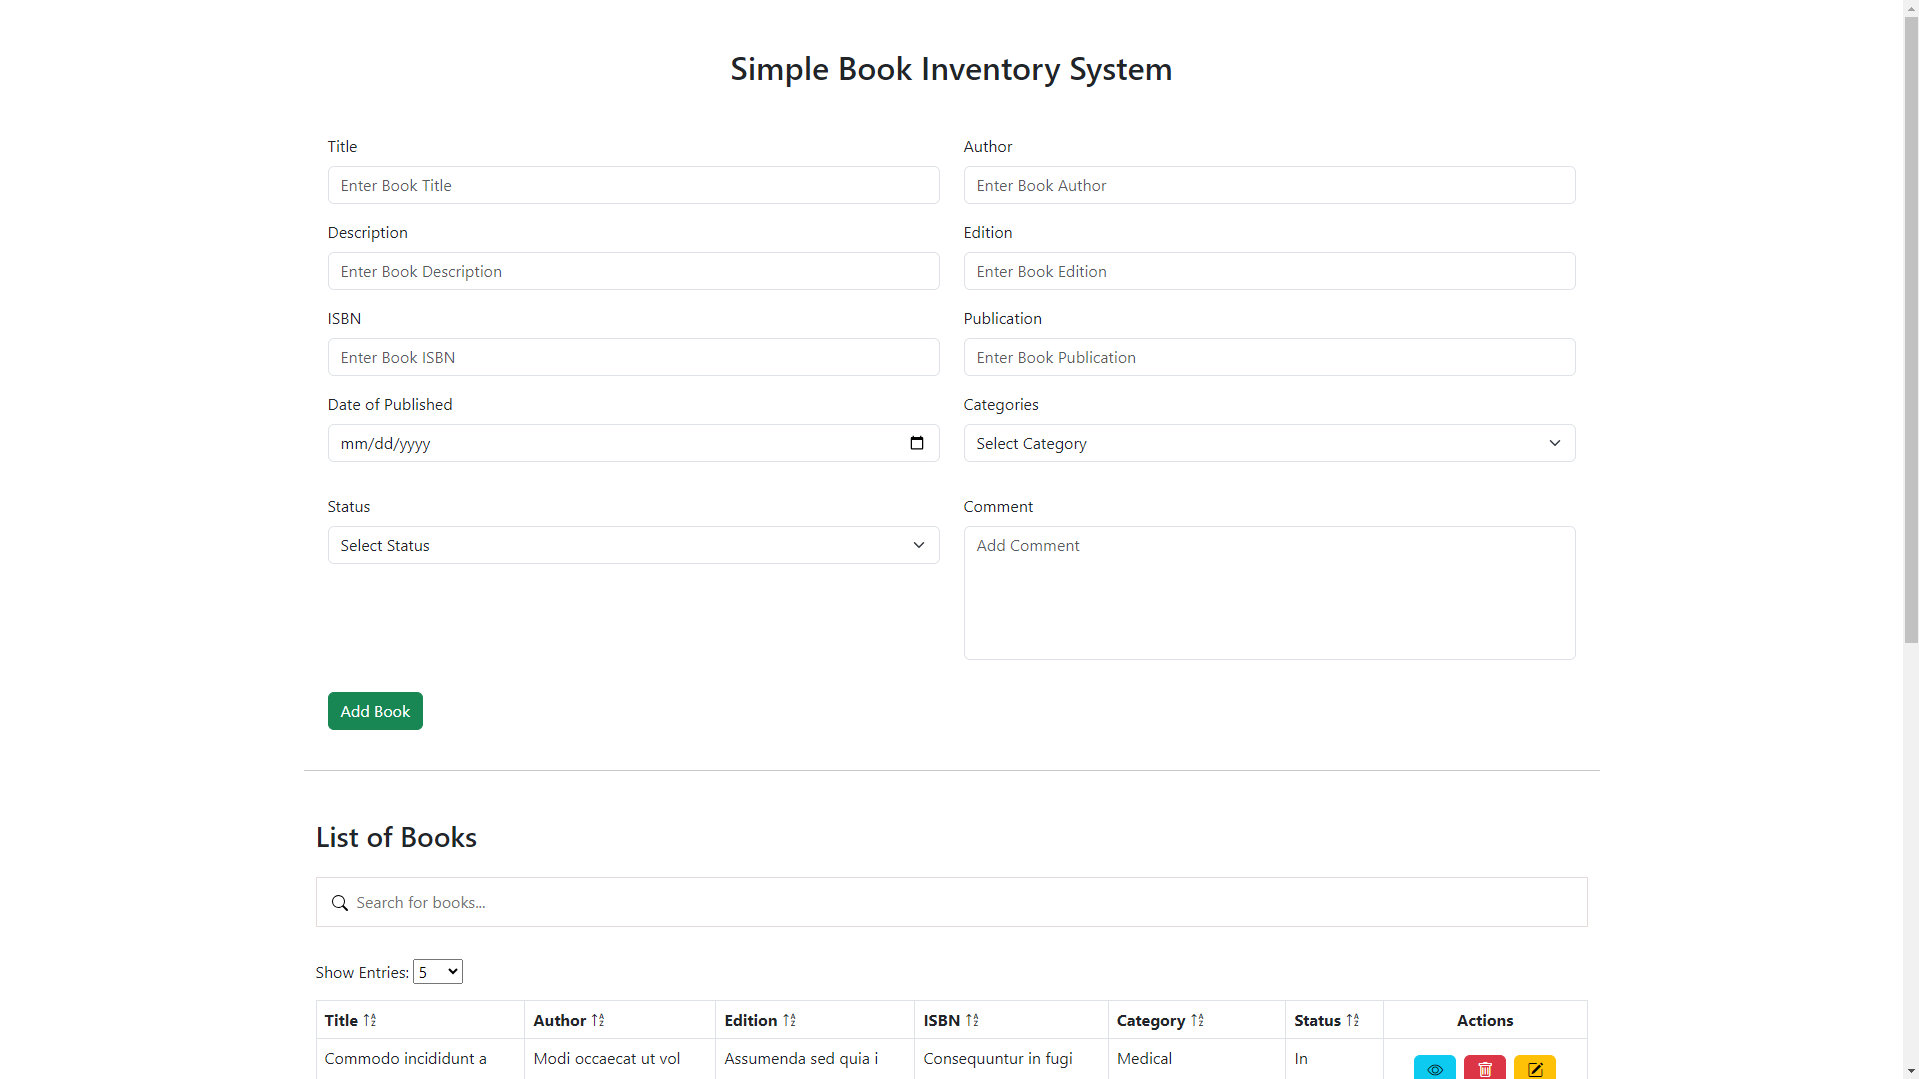 Simple Book Inventory System
Title Author
Enter Book Title Enter Book Author
Description Edition
Enter Book Description Enter Book Edition
ISBN Publication
Enter Book ISBN Enter Book Publication
Date of Published Categories
mm/dd/yyyy Select Category
Status Comment
Select Status Add Comment
Add Book
List of Books
Search for books...
Show Entries: 5
Title Author Edition ISBN Category Status Actions
Commodo incididunt a Modi occaecat ut vol Assumenda sed quia i Consequuntur in fugi Medical In